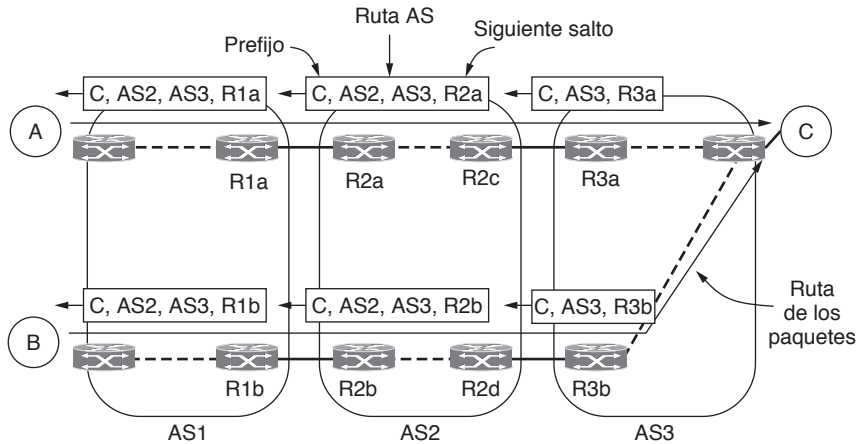 Ruta AS
Prefijo
Siguiente salto
C, AS2, AS3, R1a
C, AS2, AS3, R2a
C, AS3, R3a
A
C
R1a
R2a
R2c
R3a
C, AS2, AS3, R1b
C, AS2, AS3, R2b
C, AS3, R3b
Ruta
de los
paquetes
B
R1b
R2b
R2d
R3b
AS1
AS2
AS3